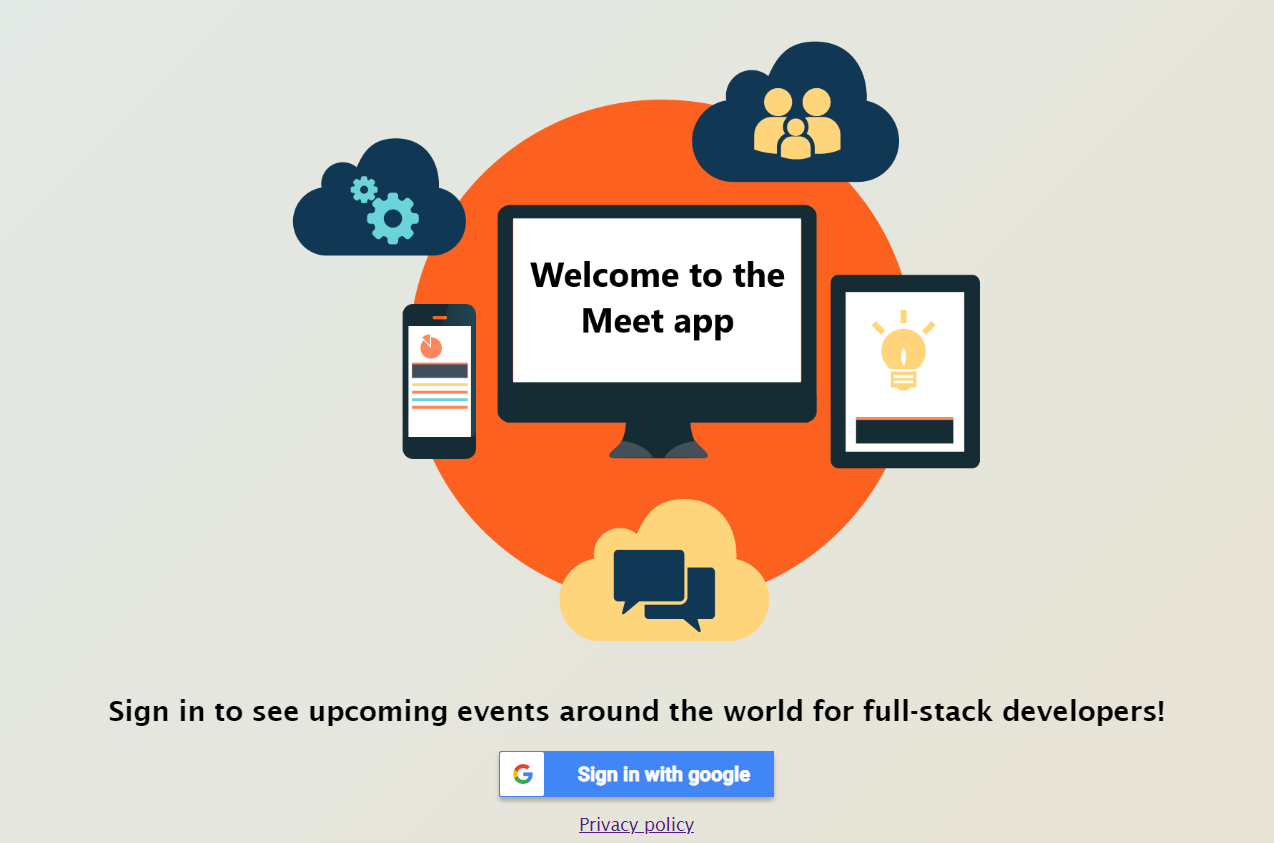 Welcome to the
Meet app
Sign in to see upcoming events around the world for full-stack developers!
Sign in with google
Privacy policy